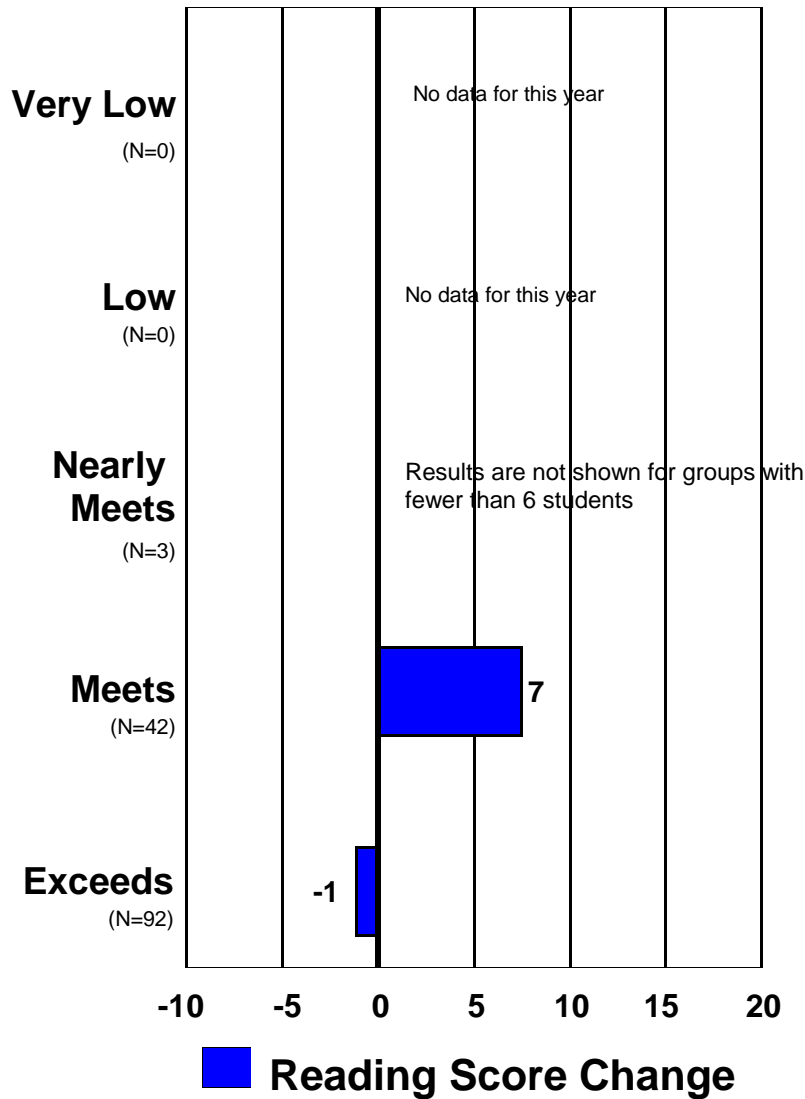 Very Low
(N=0)
No data for this year
Low
(N=0)
No data for this year
Nearly
Meets
(N=3)
Results are not shown for groups with
fewer than 6 students
Meets
(N=42)
7
Exceeds
(N=92)
-1
-10 -5 0 5 10 15 20
Reading Score Change